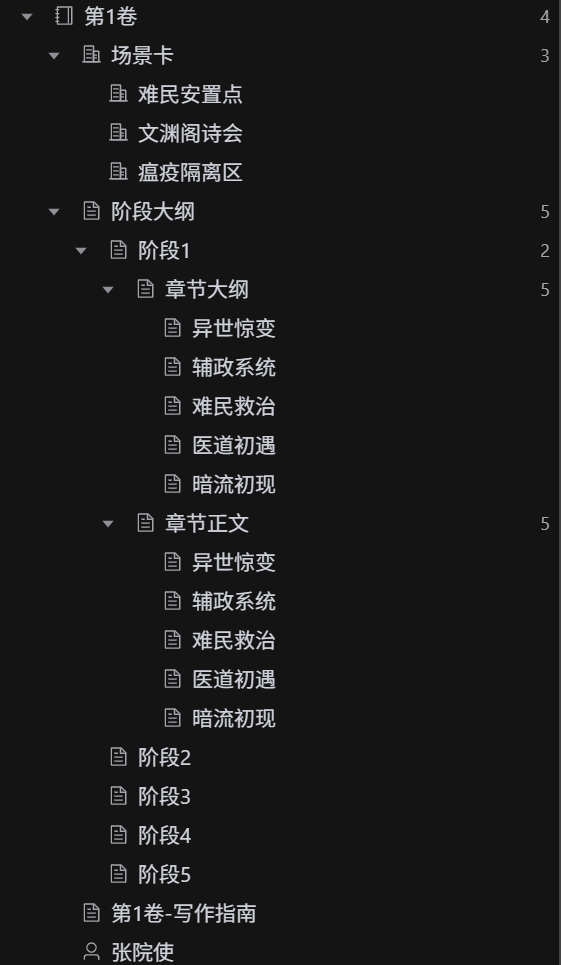 第1卷 4
场景卡 3
难民安置点
文渊阁诗会
瘟疫隔离区
阶段大纲 5
阶段1 2
章节大纲 5
异世惊变
辅政系统
难民救治
医道初遇
暗流初现
章节正文 5
异世惊变
辅政系统
难民救治
医道初遇
暗流初现
阶段2
阶段3
阶段4
阶段5
第1卷-写作指南
张院使